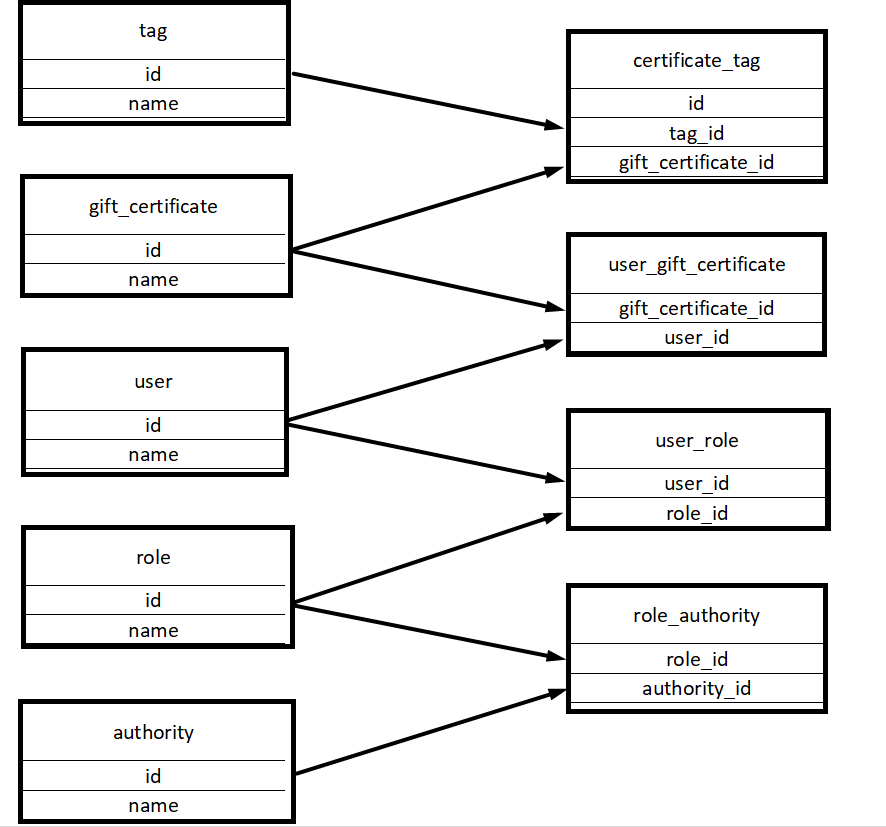 tag
id
name
gift_certificate
id
name
user
id
name
role
id
name
authority
id
name
certificate_tag
id
tag_id
gift_certificate_id
user_gift_certificate
gift_certificate_id
user_id
user_role
user_id
role_id
role_authority
role_id
authority_id